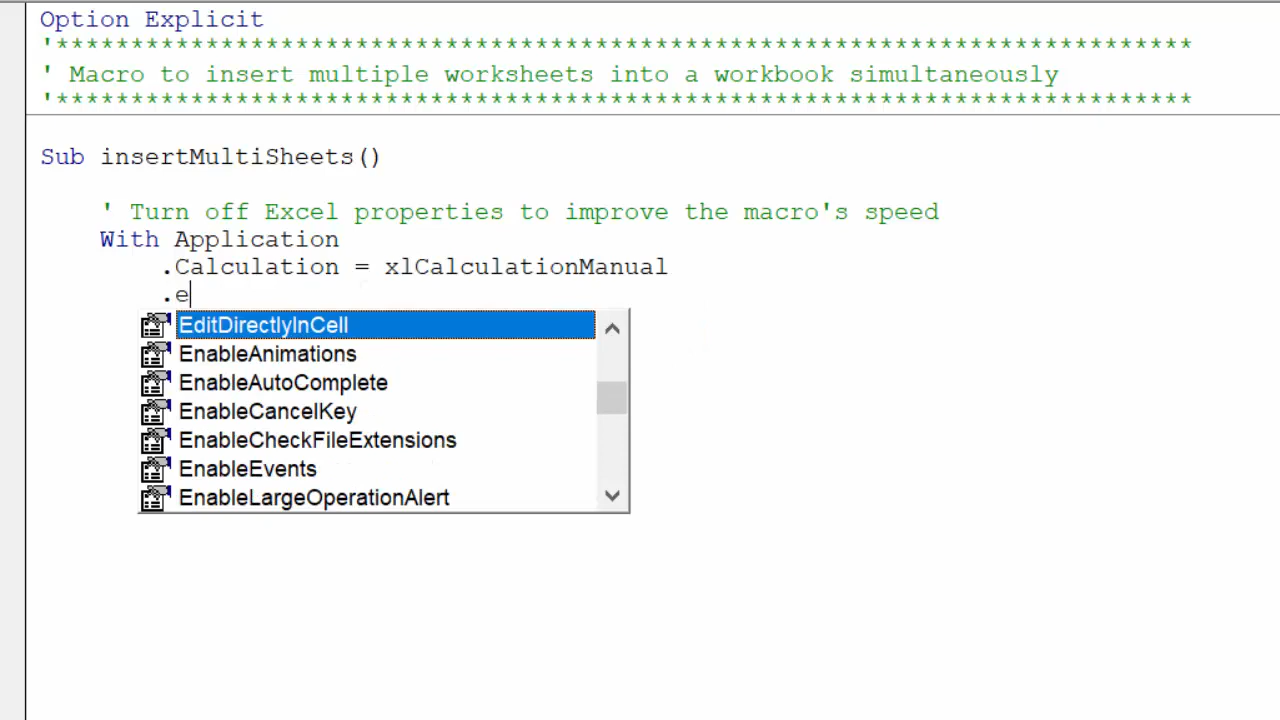 Option Explicit
'****************************************************************************
' Macro to insert multiple worksheets into a workbook simultaneously
'****************************************************************************
Sub insertMultiSheets()
' Turn off Excel properties to improve the macro's speed
With Application
.Calculation = xlCalculationManual
.e
EditDirectlyInCell
EnableAnimations
EnableAutoComplete
EnableCancelKey
EnableCheckFileExtensions
EnableEvents
EnableLargeOperationAlert